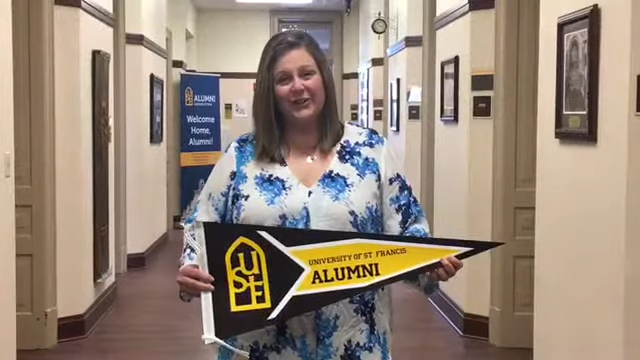 ALUMNI
Welcome
Home,
Alumni!
USF
UNIVERSITY OF ST FRANCIS
ALUMNI